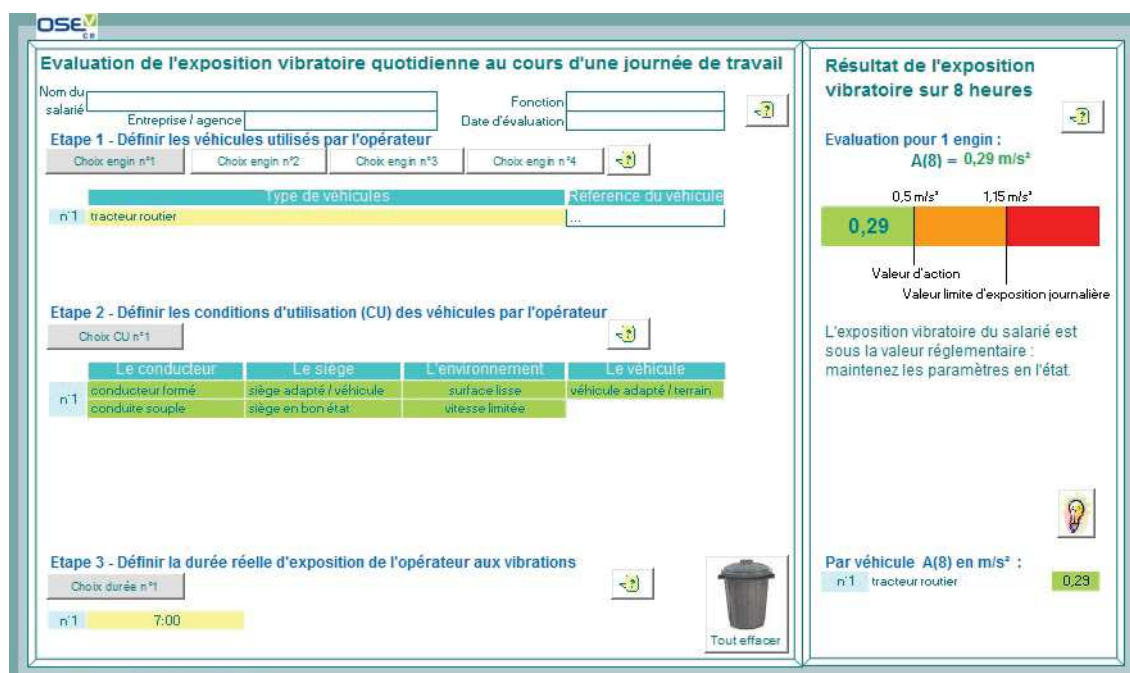 OSEV
CB
Evaluation de l'exposition vibratoire quotidienne au cours d'une journée de travail
Nom du salarié
Fonction
Entreprise / agence
Date d'évaluation
Etape 1 - Définir les véhicules utilisés par l'opérateur
Choix engin n°1 Choix engin n°2 Choix engin n°3 Choix engin n°4
Type de véhicules Référence du véhicule
n°1 tracteur routier ...
Etape 2 - Définir les conditions d'utilisation (CU) des véhicules par l'opérateur
Choix CU n°1
Le conducteur Le siège L'environnement Le véhicule
n°1 conducteur formé siège adapté / véhicule surface lisse véhicule adapté / terrain
conduite souple siège en bon état vitesse limitée
Etape 3 - Définir la durée réelle d'exposition de l'opérateur aux vibrations
Choix durée n°1
n°1 7:00
Tout effacer
Résultat de l'exposition
vibratoire sur 8 heures
Evaluation pour 1 engin :
A(8) = 0,29 m/s²
0,5 m/s² 1,15 m/s²
0,29
Valeur d'action
Valeur limite d'exposition journalière
L'exposition vibratoire du salarié est
sous la valeur réglementaire :
maintenez les paramètres en l'état.
Par véhicule A(8) en m/s² :
n°1 tracteur routier 0,29